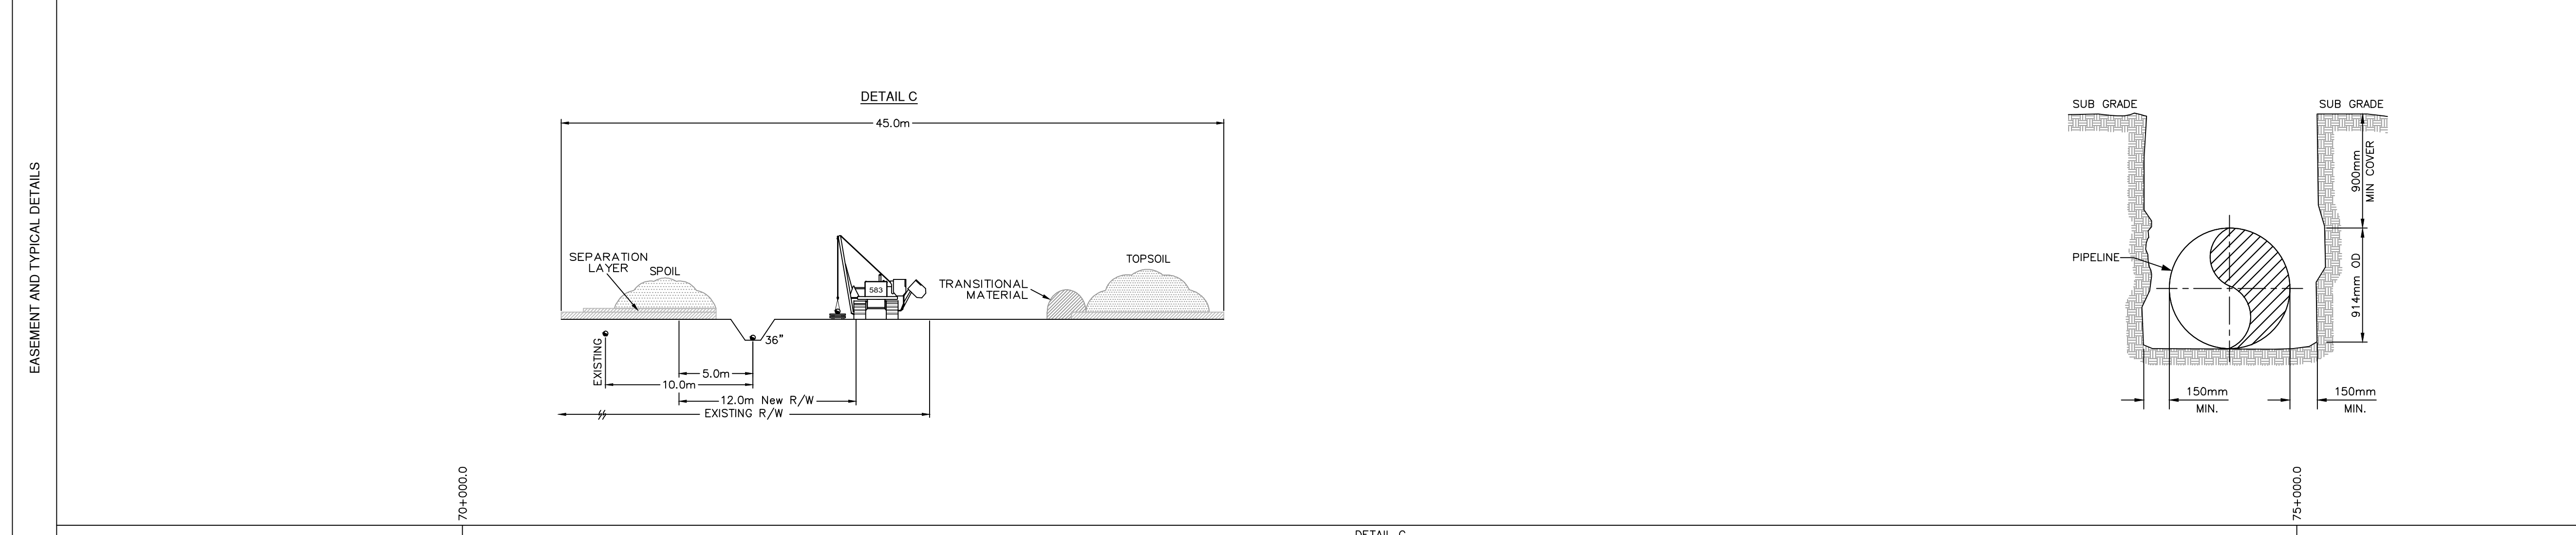 EASEMENT AND TYPICAL DETAILS
DETAIL C
45.0m
SEPARATION
LAYER
SPOIL
583
TRANSITIONAL
MATERIAL
TOPSOIL
EXISTING
36"
5.0m
10.0m
12.0m New R/W
EXISTING R/W
SUB GRADE
SUB GRADE
900mm
MIN COVER
PIPELINE
914mm OD
150mm
MIN.
150mm
MIN.
70+000.0
75+000.0
DETAIL C